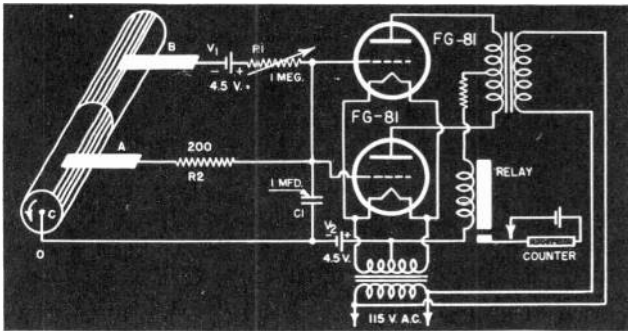 B
V1
R1
- +
4.5 V.
1 MEG.
FG-81
FG-81
A
200
R2
1 MFD.
C1
C
O
V2
+
4.5 V.
RELAY
COUNTER
115 V. A.C.